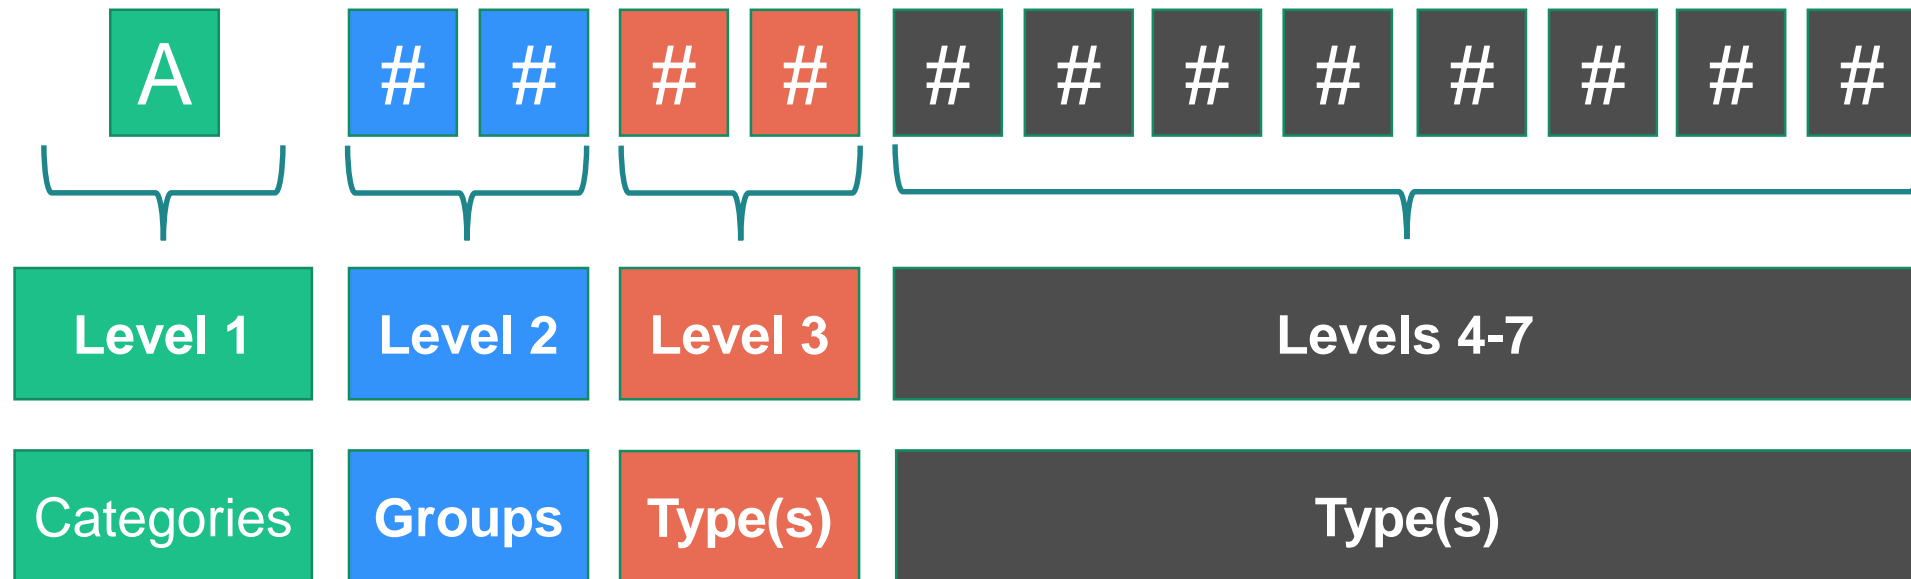 A # # # # # # # # # # # #
Level 1 Level 2 Level 3 Levels 4-7
Categories Groups Type(s) Type(s)